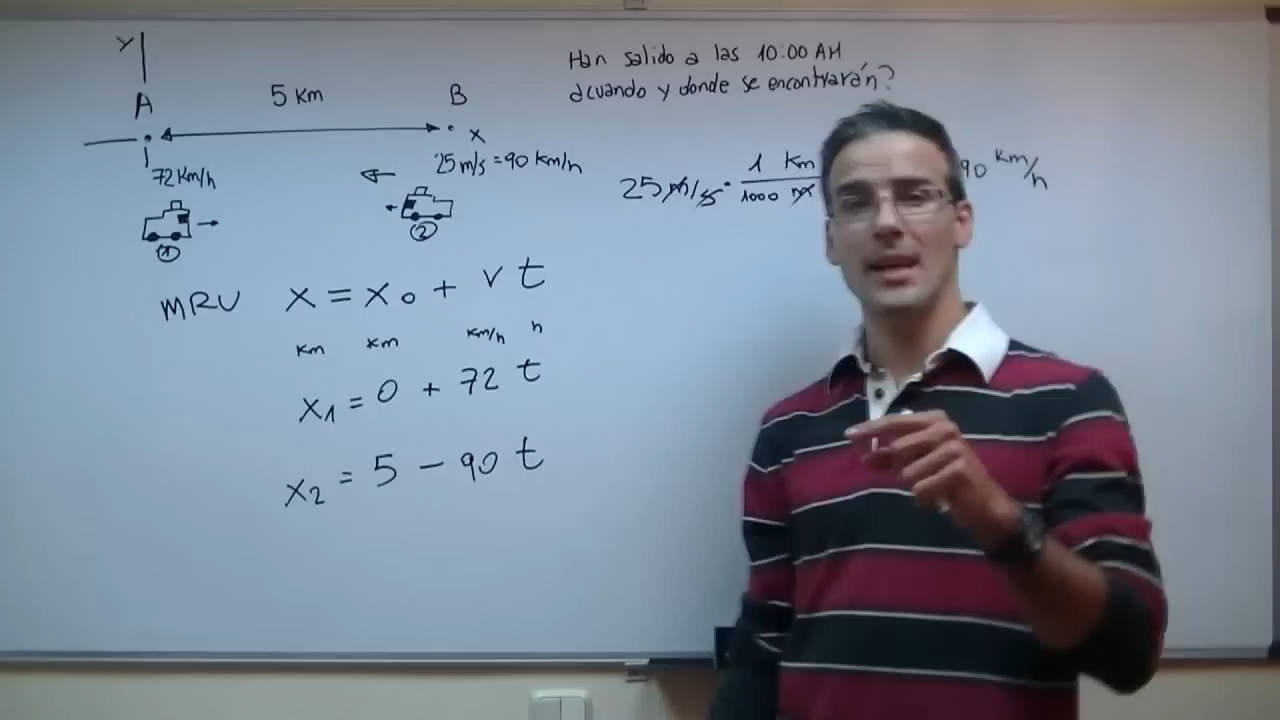 Y
Han salido a las 10:00 AM
¿cuando y donde se encontrarán?
A 5 Km B
x
72 Km/h
25 m/s = 90 Km/h
25 m/s · 1 Km
1000 m
90 Km/h
1
2
MRU x = x0 + v t
Km Km Km/h h
x1 = 0 + 72 t
x2 = 5 - 90 t